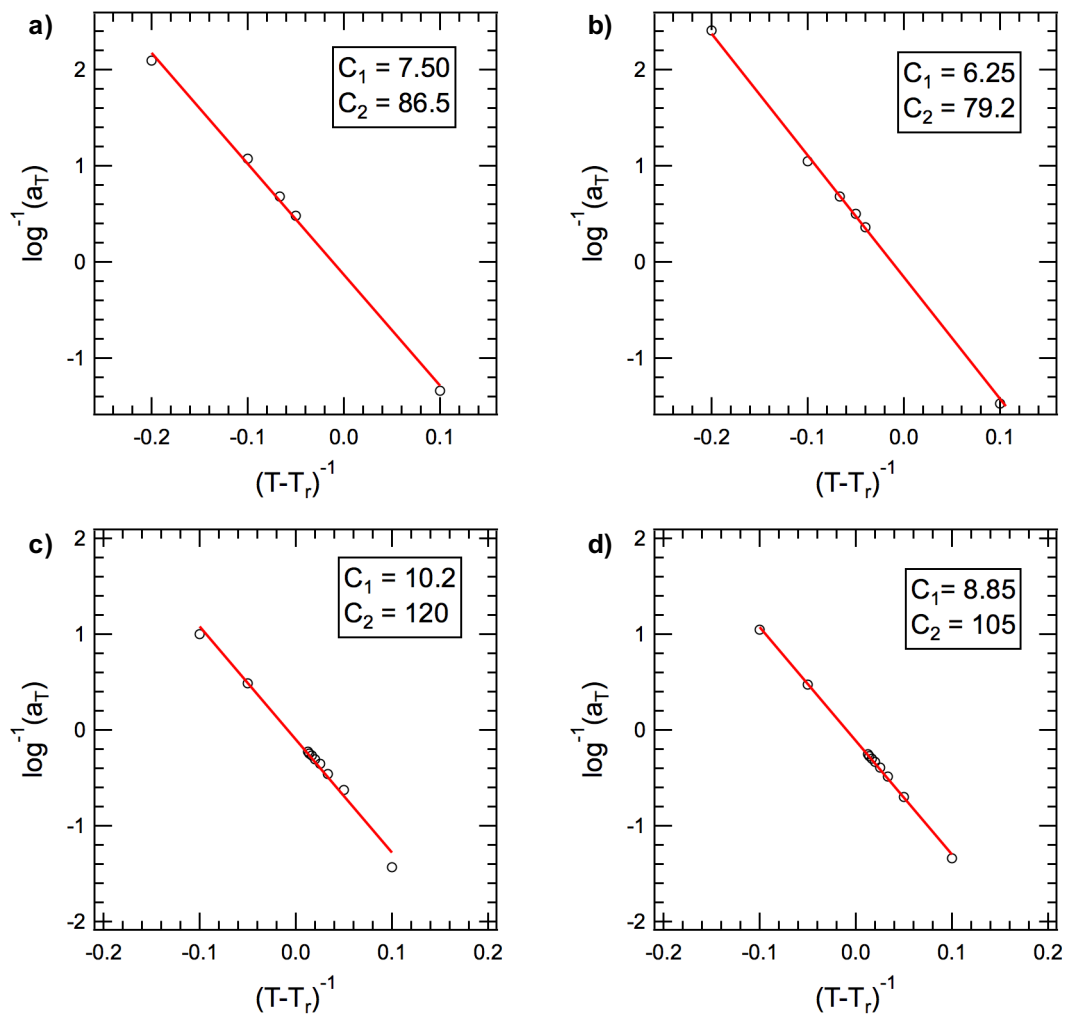 a)
C₁ = 7.50
C₂ = 86.5
2
1
0
-1
log⁻¹(aT)
-0.2
-0.1
0.0
0.1
(T-Tᵣ)⁻¹
b)
C₁ = 6.25
C₂ = 79.2
2
1
0
-1
log⁻¹(aT)
-0.2
-0.1
0.0
0.1
(T-Tᵣ)⁻¹
c)
C₁ = 10.2
C₂ = 120
2
1
0
-1
-2
log⁻¹(aT)
-0.2
-0.1
0.0
0.1
0.2
(T-Tᵣ)⁻¹
d)
C₁= 8.85
C₂ = 105
2
1
0
-1
-2
log⁻¹(aT)
-0.2
-0.1
0.0
0.1
0.2
(T-Tᵣ)⁻¹